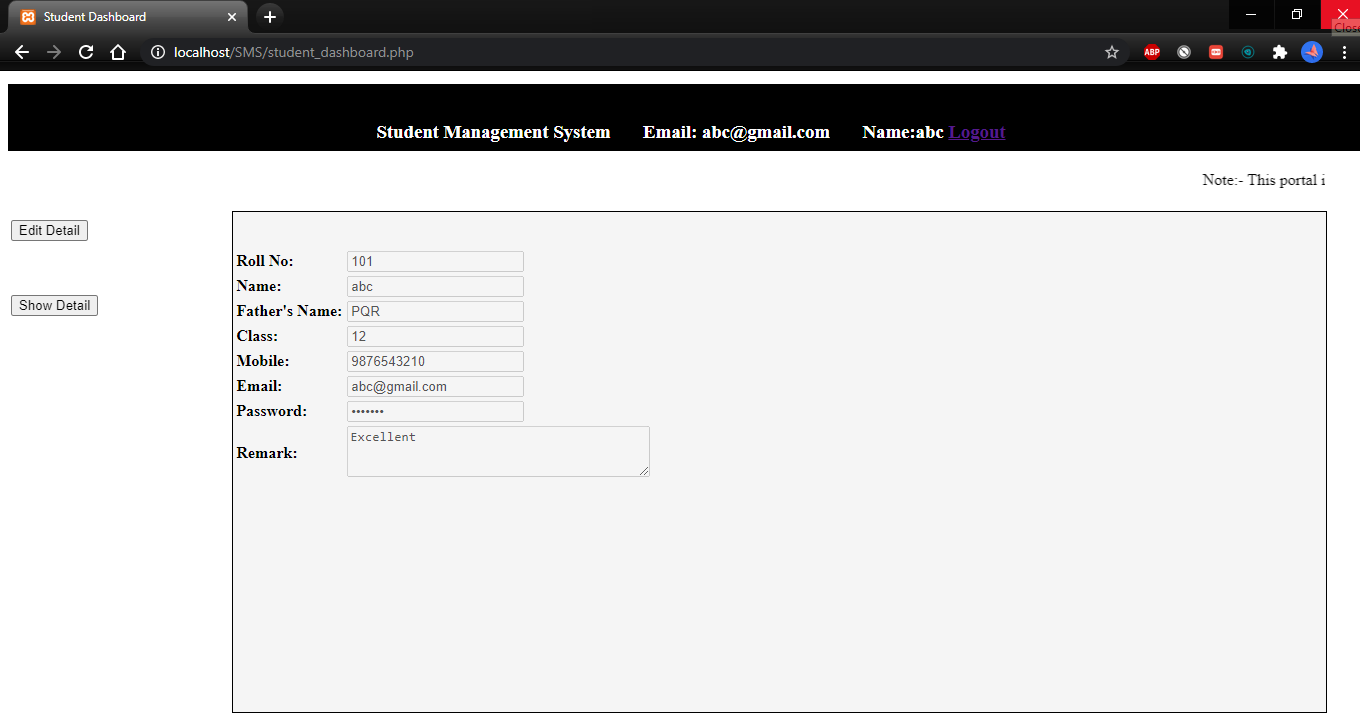 Student Dashboard
Close
localhost/SMS/student_dashboard.php
ABP
Student Management System Email: abc@gmail.com Name:abc Logout
Note:- This portal i
Edit Detail
Show Detail
Roll No: 101
Name: abc
Father's Name: PQR
Class: 12
Mobile: 9876543210
Email: abc@gmail.com
Password: •••••••
Remark: Excellent